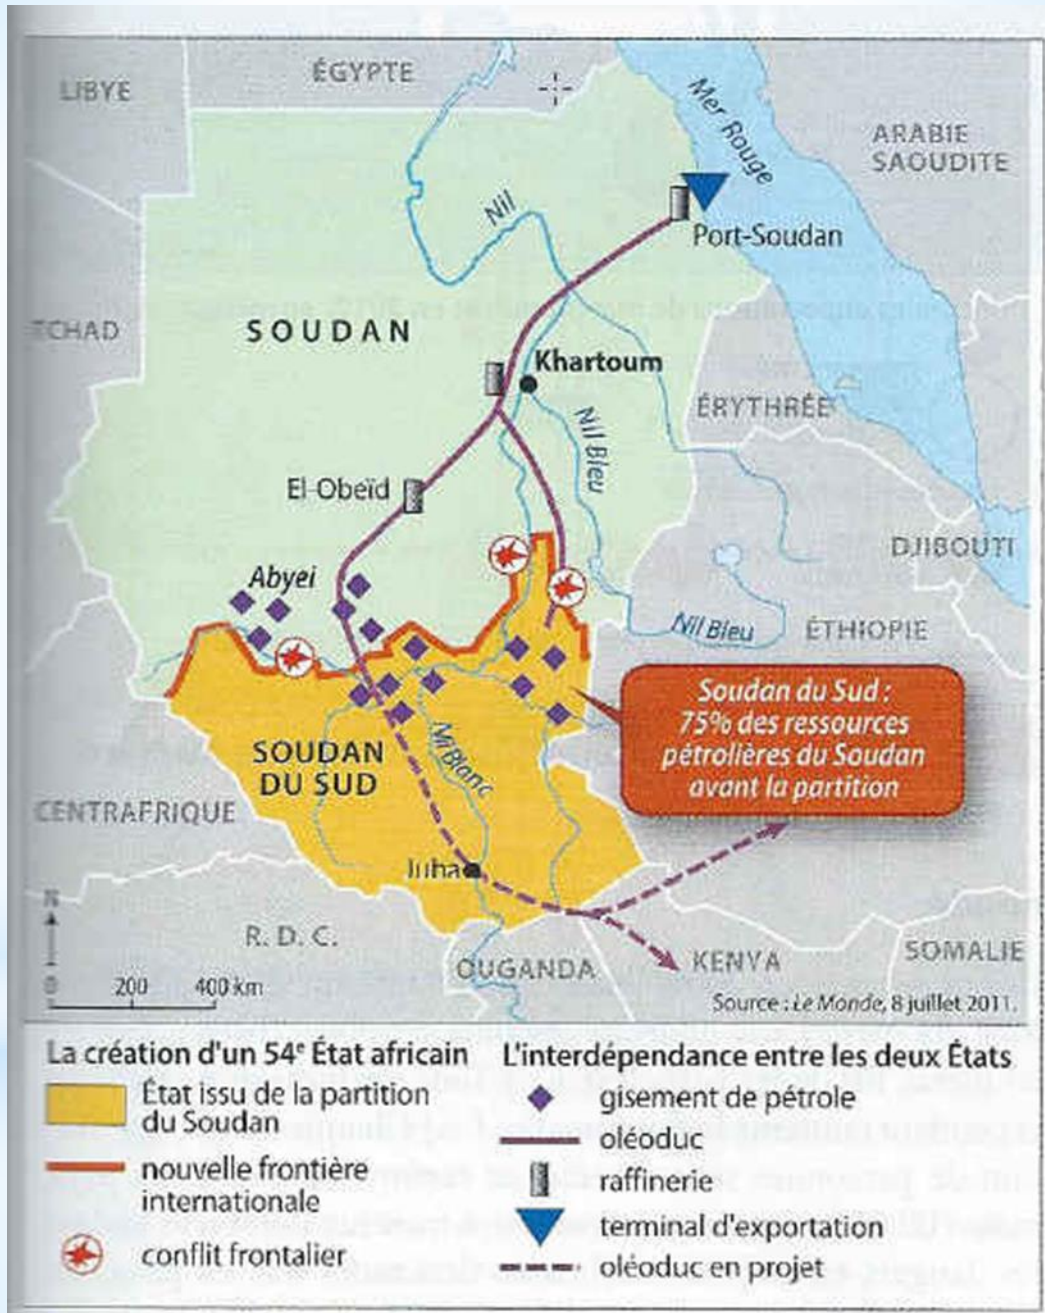 LIBYE
ÉGYPTE
Mer Rouge
ARABIE
SAOUDITE
Nil
Port-Soudan
TCHAD
SOUDAN
Khartoum
ÉRYTHRÉE
Nil Bleu
El-Obeïd
DJIBOUTI
Abyei
Nil Bleu
ÉTHIOPIE
Soudan du Sud :
75% des ressources
pétrolières du Soudan
avant la partition
SOUDAN
DU SUD
Nil Blanc
CENTRAFRIQUE
Juba
N
R. D. C.
OUGANDA
KENYA
SOMALIE
0 200 400 km
Source : Le Monde, 8 juillet 2011.
La création d'un 54e État africain
État issu de la partition
du Soudan
nouvelle frontière
internationale
conflit frontalier
L'interdépendance entre les deux États
gisement de pétrole
oléoduc
raffinerie
terminal d'exportation
oléoduc en projet